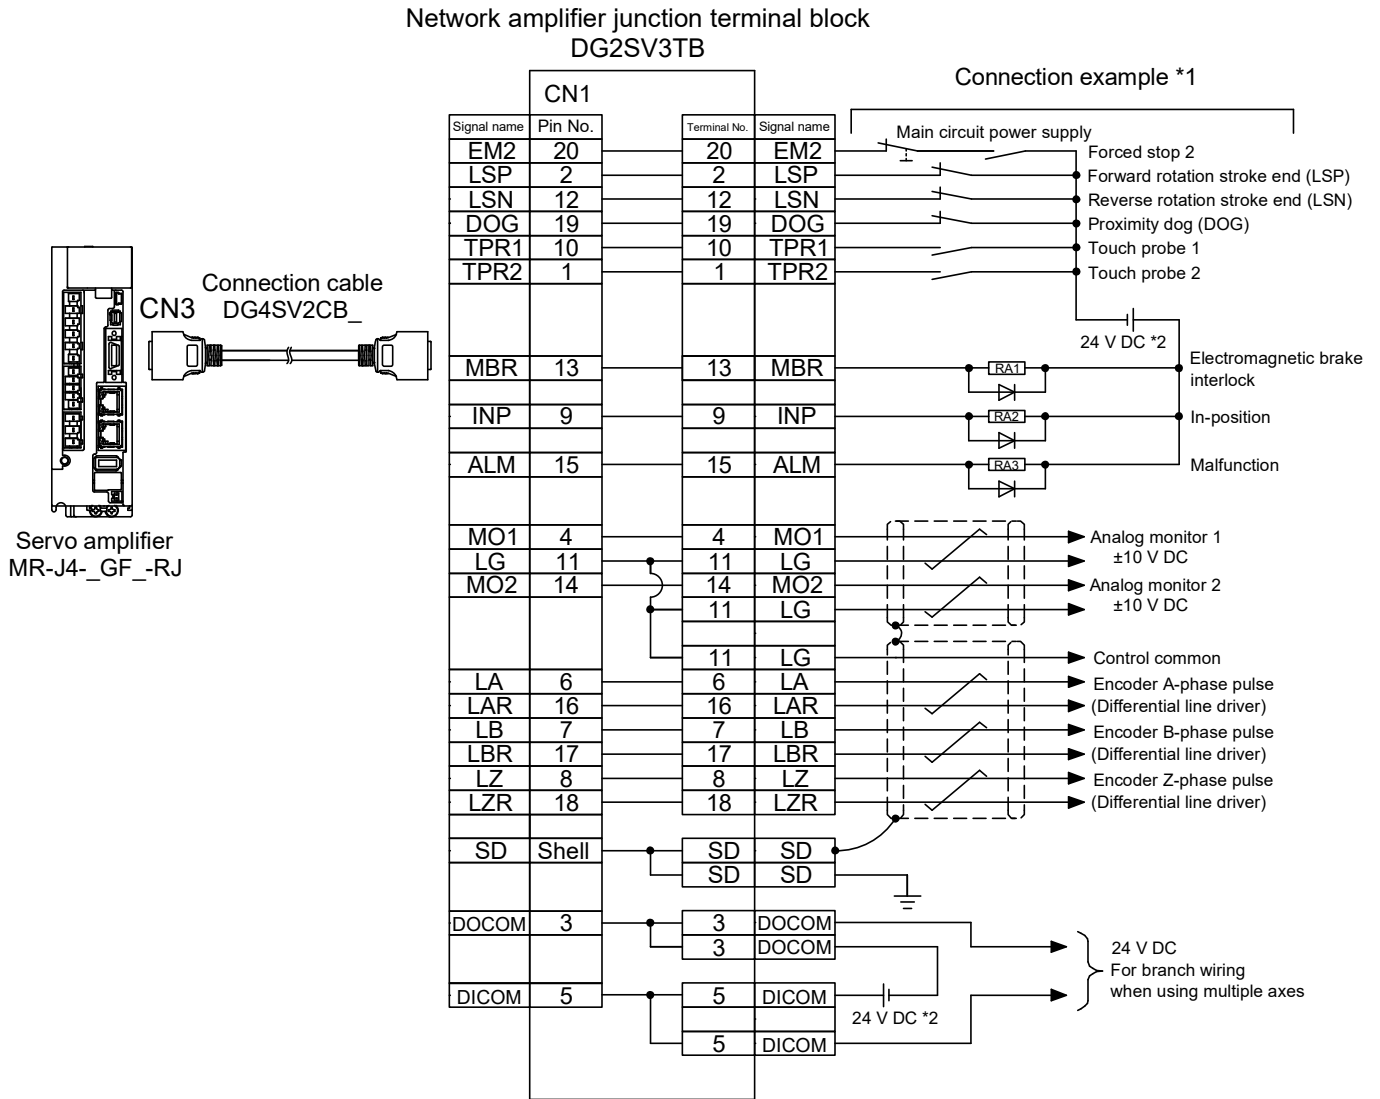 Network amplifier junction terminal block
DG2SV3TB
Connection example *1
CN1
Signal name Pin No. Terminal No. Signal name
Main circuit power supply
EM2 20 20 EM2 Forced stop 2
LSP 2 2 LSP Forward rotation stroke end (LSP)
LSN 12 12 LSN Reverse rotation stroke end (LSN)
DOG 19 19 DOG Proximity dog (DOG)
TPR1 10 10 TPR1 Touch probe 1
TPR2 1 1 TPR2 Touch probe 2
Connection cable
CN3 DG4SV2CB_
24 V DC *2
MBR 13 13 MBR RA1 Electromagnetic brake
interlock
INP 9 9 INP RA2 In-position
ALM 15 15 ALM RA3 Malfunction
Servo amplifier
MR-J4-_GF_-RJ
MO1 4 4 MO1 Analog monitor 1
LG 11 11 LG ±10 V DC
MO2 14 14 MO2 Analog monitor 2
11 LG ±10 V DC
11 LG Control common
LA 6 6 LA Encoder A-phase pulse
LAR 16 16 LAR (Differential line driver)
LB 7 7 LB Encoder B-phase pulse
LBR 17 17 LBR (Differential line driver)
LZ 8 8 LZ Encoder Z-phase pulse
LZR 18 18 LZR (Differential line driver)
SD Shell SD SD
SD SD
DOCOM 3 3 DOCOM
3 DOCOM
24 V DC
For branch wiring
when using multiple axes
DICOM 5 5 DICOM
24 V DC *2
5 DICOM